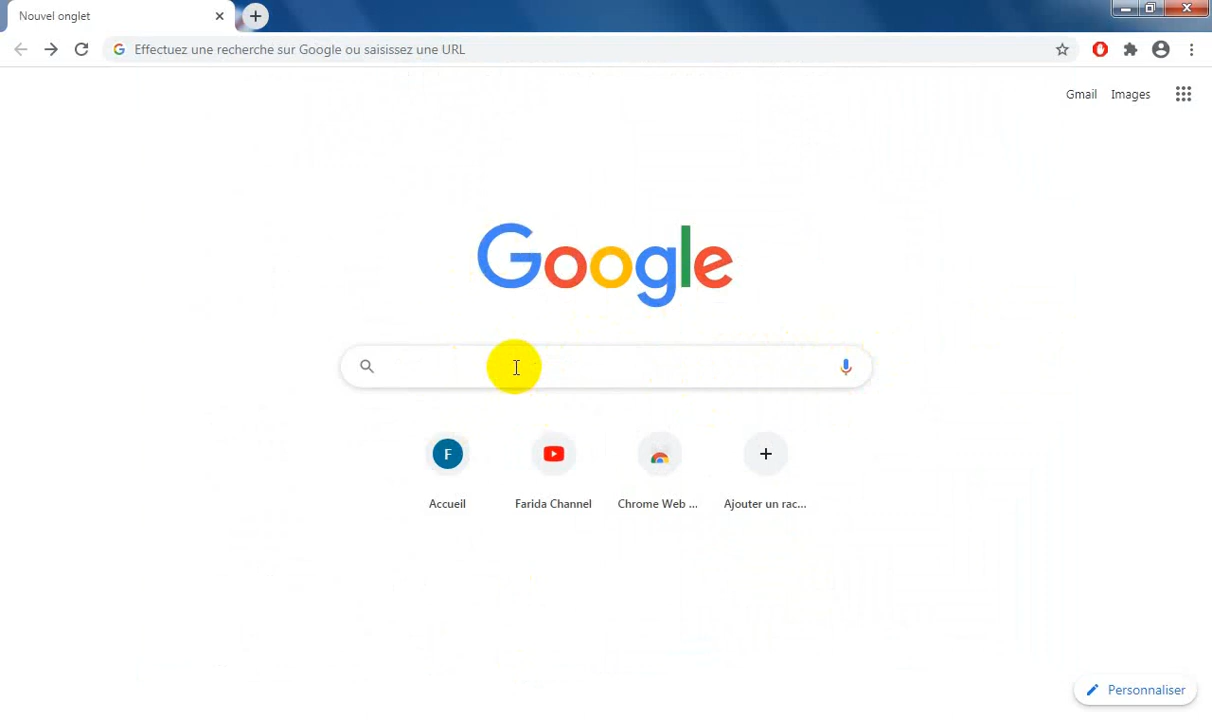 Nouvel onglet
Effectuez une recherche sur Google ou saisissez une URL
Gmail Images
Google
F
Accueil Farida Channel Chrome Web ... Ajouter un rac...
Personnaliser